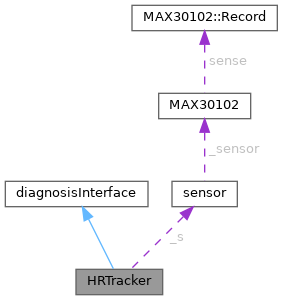 MAX30102::Record
sense
MAX30102
_sensor
diagnosisInterface
sensor
_s
HRTracker